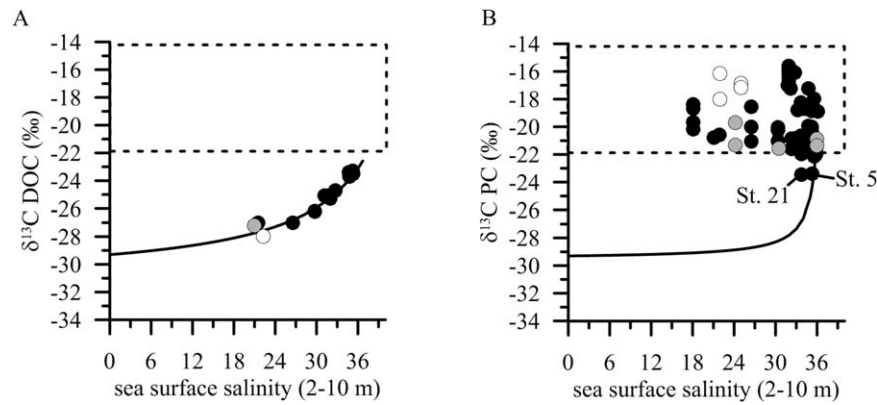 A
δ¹³C DOC (‰)
-14
-16
-18
-20
-22
-24
-26
-28
-30
-32
-34
0 6 12 18 24 30 36
sea surface salinity (2-10 m)
B
δ¹³C PC (‰)
-14
-16
-18
-20
-22
-24
-26
-28
-30
-32
-34
St. 21
St. 5
0 6 12 18 24 30 36
sea surface salinity (2-10 m)